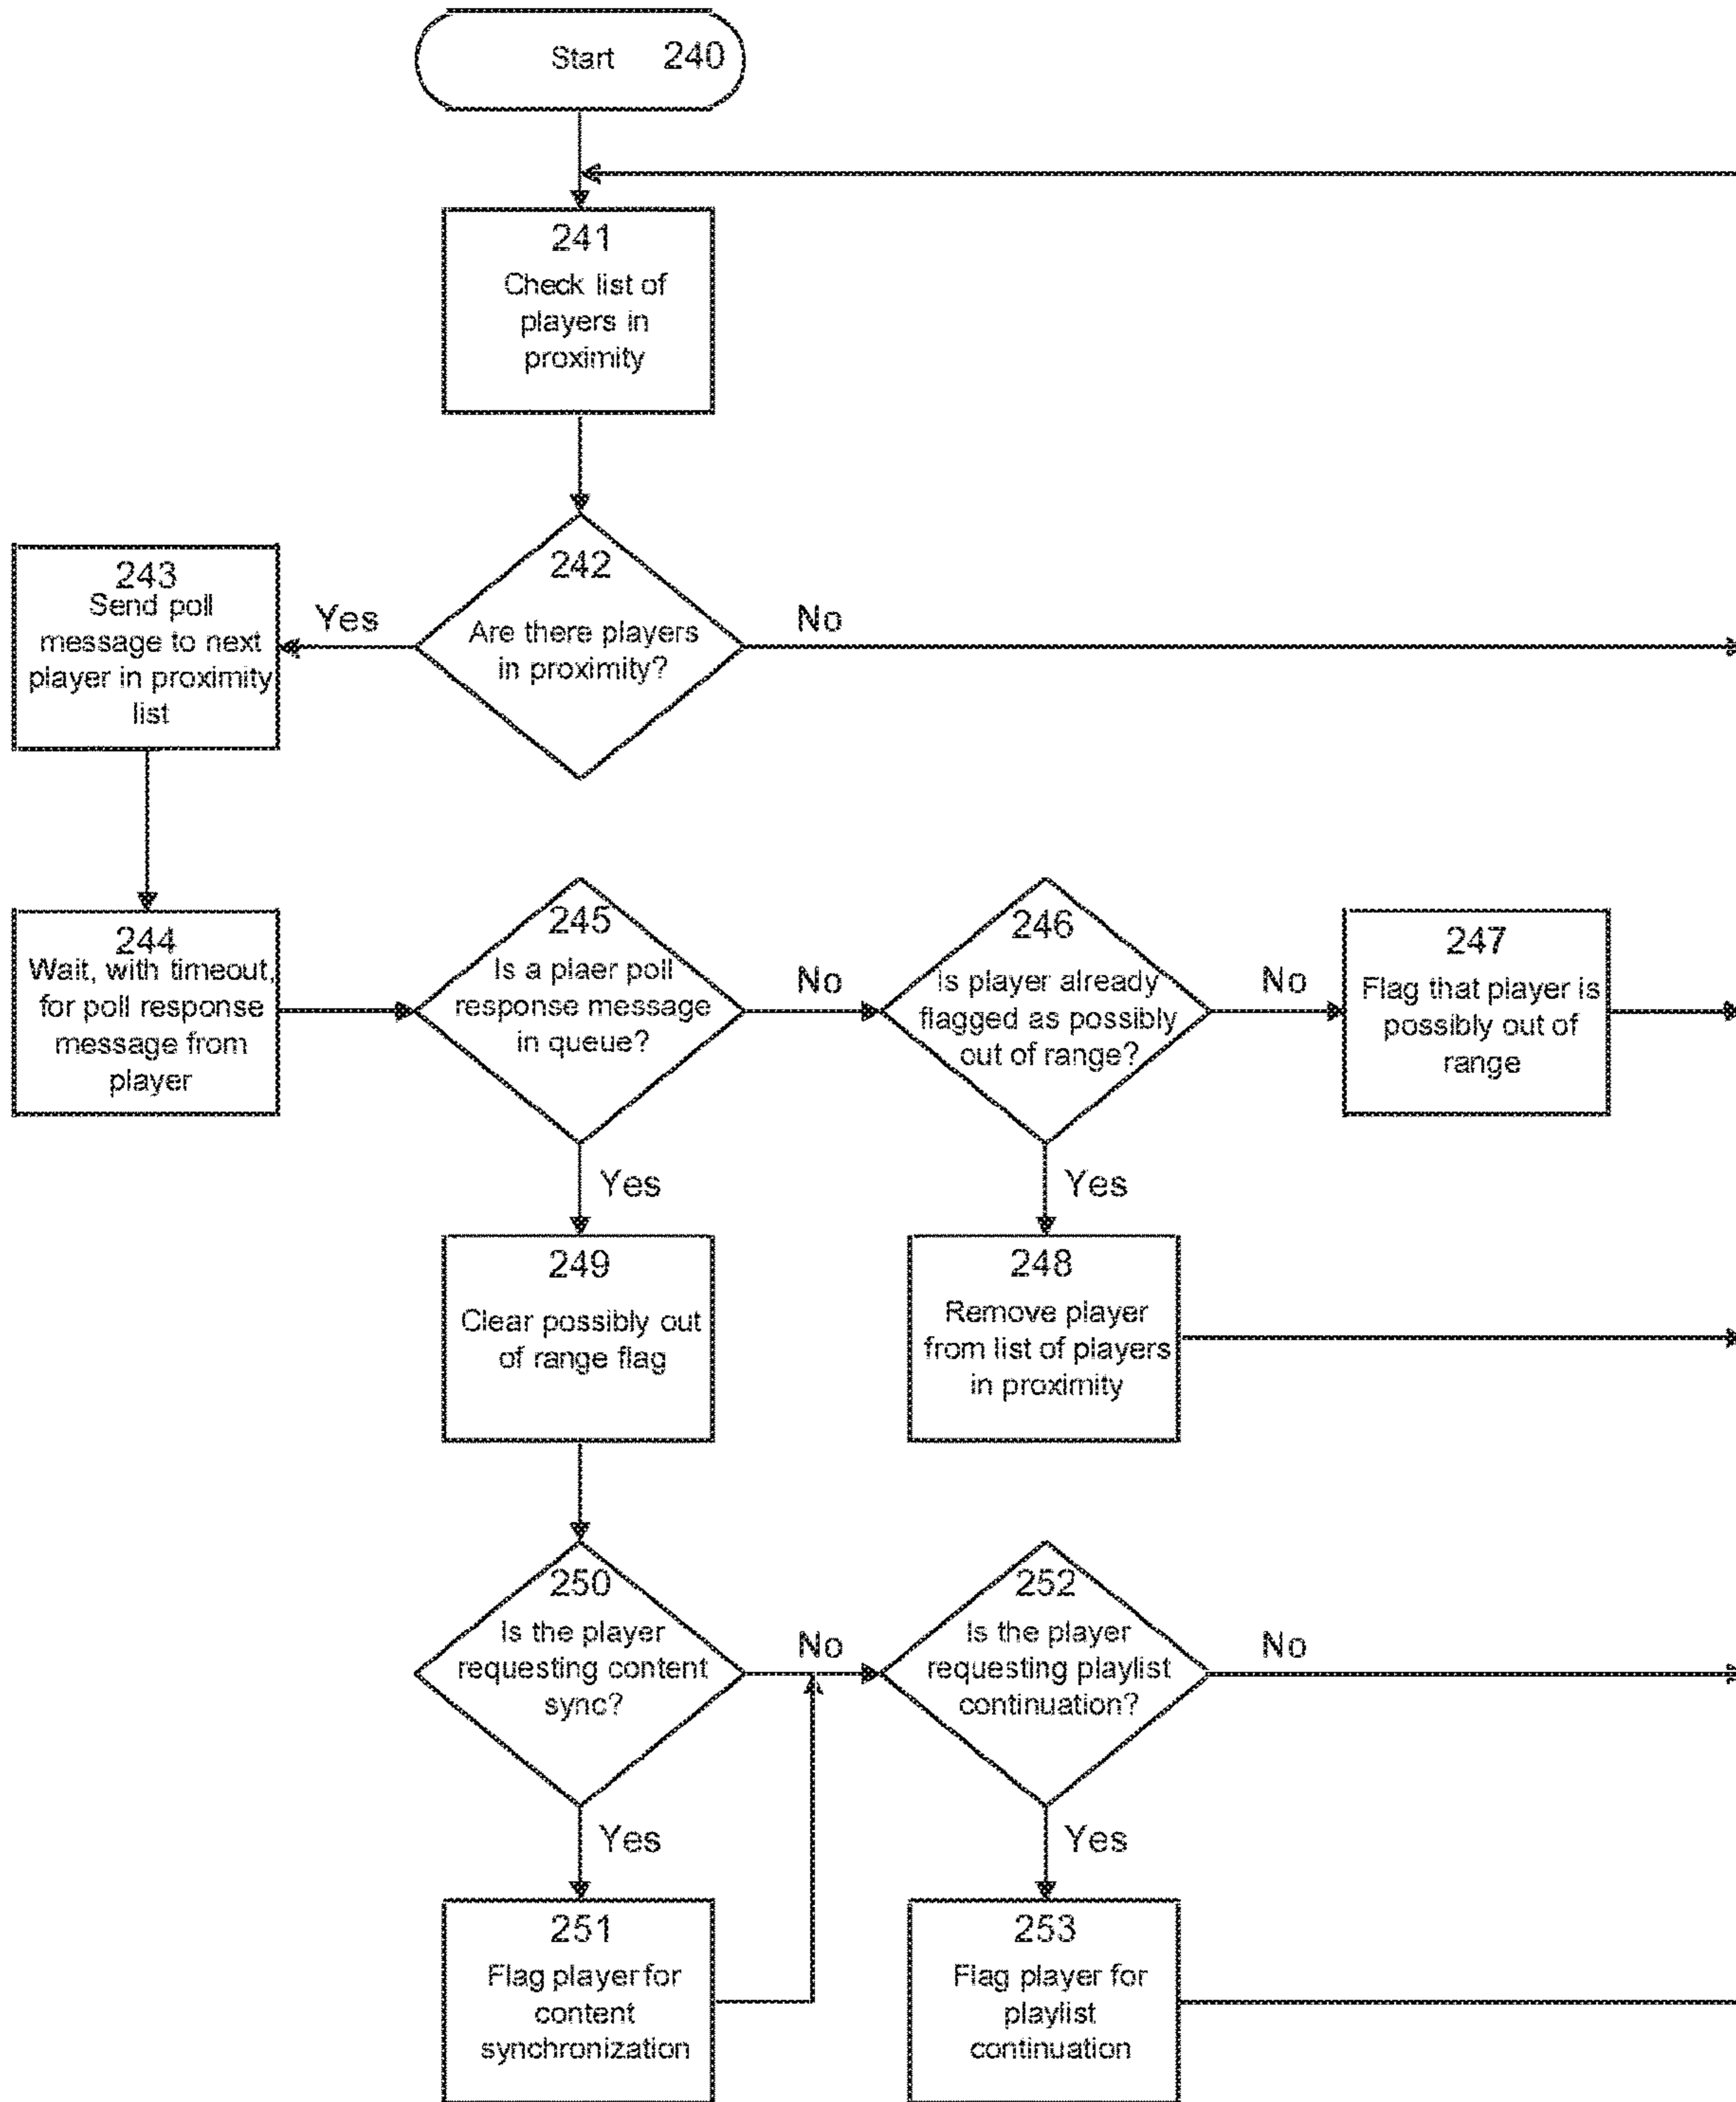 Start 240
241
Check list of
players in
proximity
242
Are there players
in proximity?
Yes
No
243
Send poll
message to next
player in proximity
list
244
Wait, with timeout,
for poll response
message from
player
245
Is a plaer poll
response message
in queue?
No
Yes
246
Is player already
flagged as possibly
out of range?
No
Yes
247
Flag that player is
possibly out of
range
249
Clear possibly out
of range flag
248
Remove player
from list of players
in proximity
250
Is the player
requesting content
sync?
No
Yes
252
Is the player
requesting playlist
continuation?
No
Yes
251
Flag player for
content
synchronization
253
Flag player for
playlist
continuation